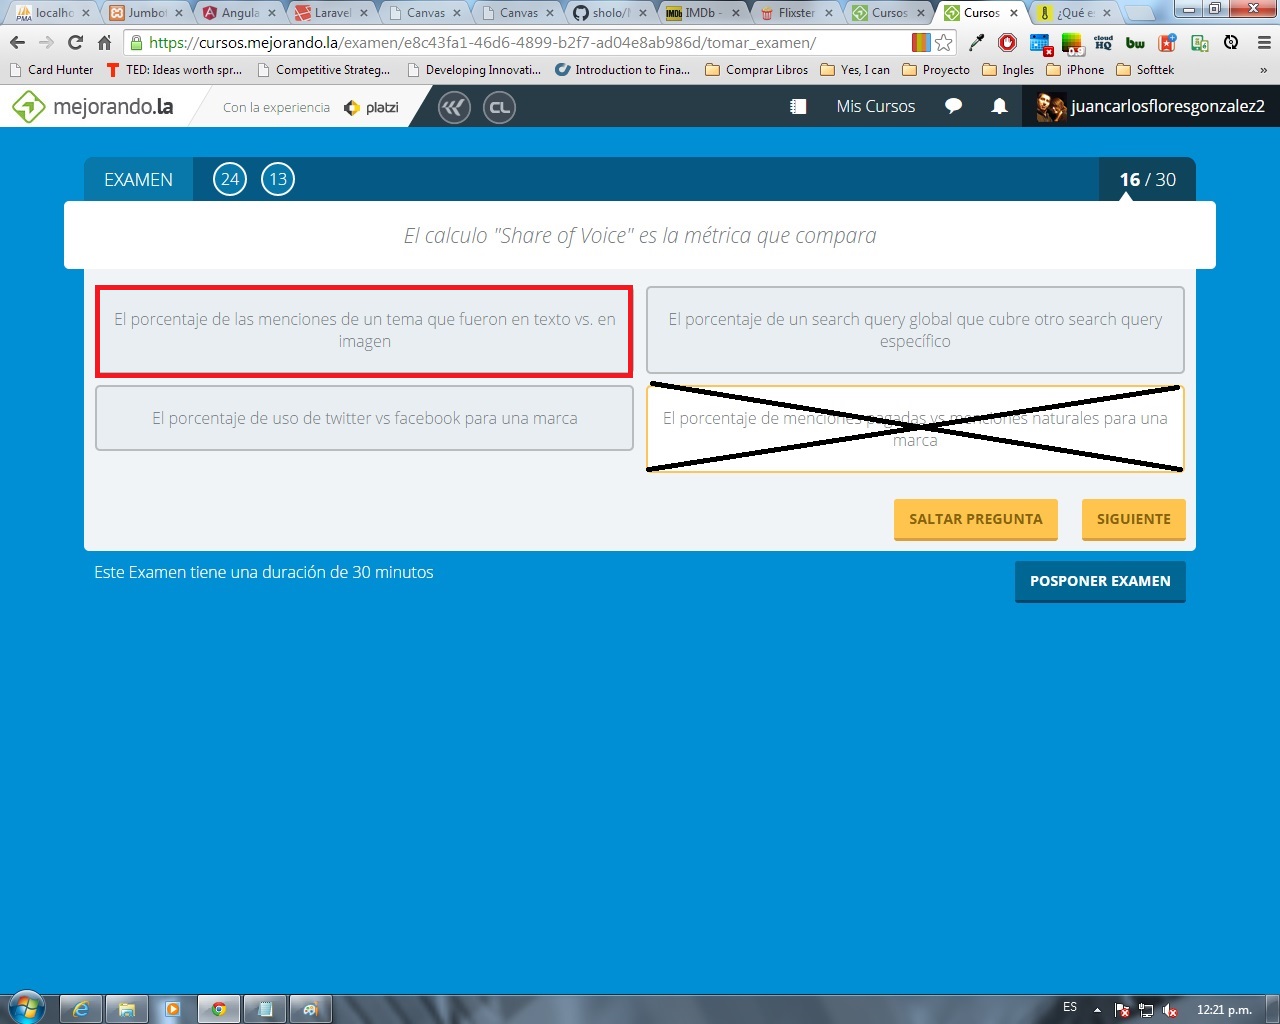 localho
Jumbot
Angula
Laravel
Canvas
Canvas
sholo/
IMDb -
Flixster
Cursos
Cursos
¿Qué e
https://cursos.mejorando.la/examen/e8c43fa1-46d6-4899-b2f7-ad04e8ab986d/tomar_examen/
cloud HQ
bw
Card Hunter
TED: Ideas worth spr...
Competitive Strateg...
Developing Innovati...
Introduction to Fina...
Comprar Libros
Yes, I can
Proyecto
Ingles
iPhone
Softtek
»
mejorando.la
Con la experiencia
platzi
CL
Mis Cursos
juancarlosfloresgonzalez2
EXAMEN
24
13
16 / 30
El calculo "Share of Voice" es la métrica que compara
El porcentaje de las menciones de un tema que fueron en texto vs. en
imagen
El porcentaje de un search query global que cubre otro search query
específico
El porcentaje de uso de twitter vs facebook para una marca
El porcentaje de menciones pagadas vs menciones naturales para una
marca
SALTAR PREGUNTA
SIGUIENTE
Este Examen tiene una duración de 30 minutos
POSPONER EXAMEN
ES
12:21 p.m.